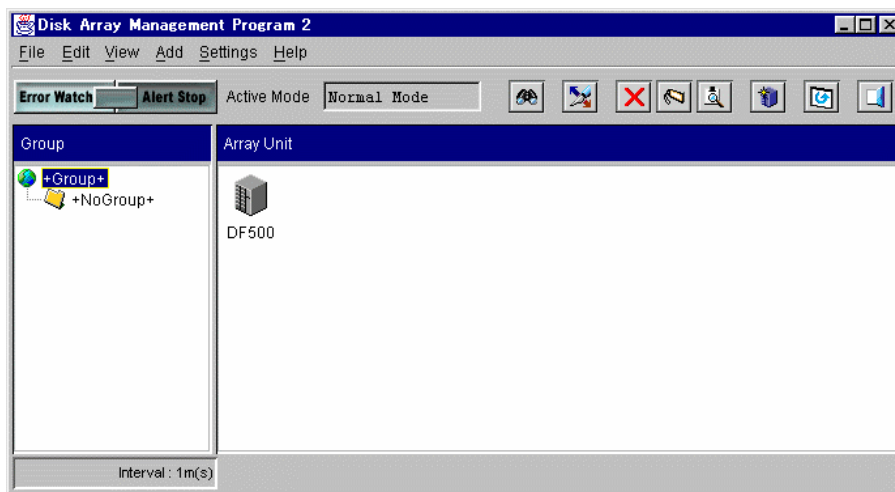 Disk Array Management Program 2
File Edit View Add Settings Help
Error Watch Alert Stop Active Mode Normal Mode
Group Array Unit
+Group+
+NoGroup+
DF500
Interval : 1m(s)